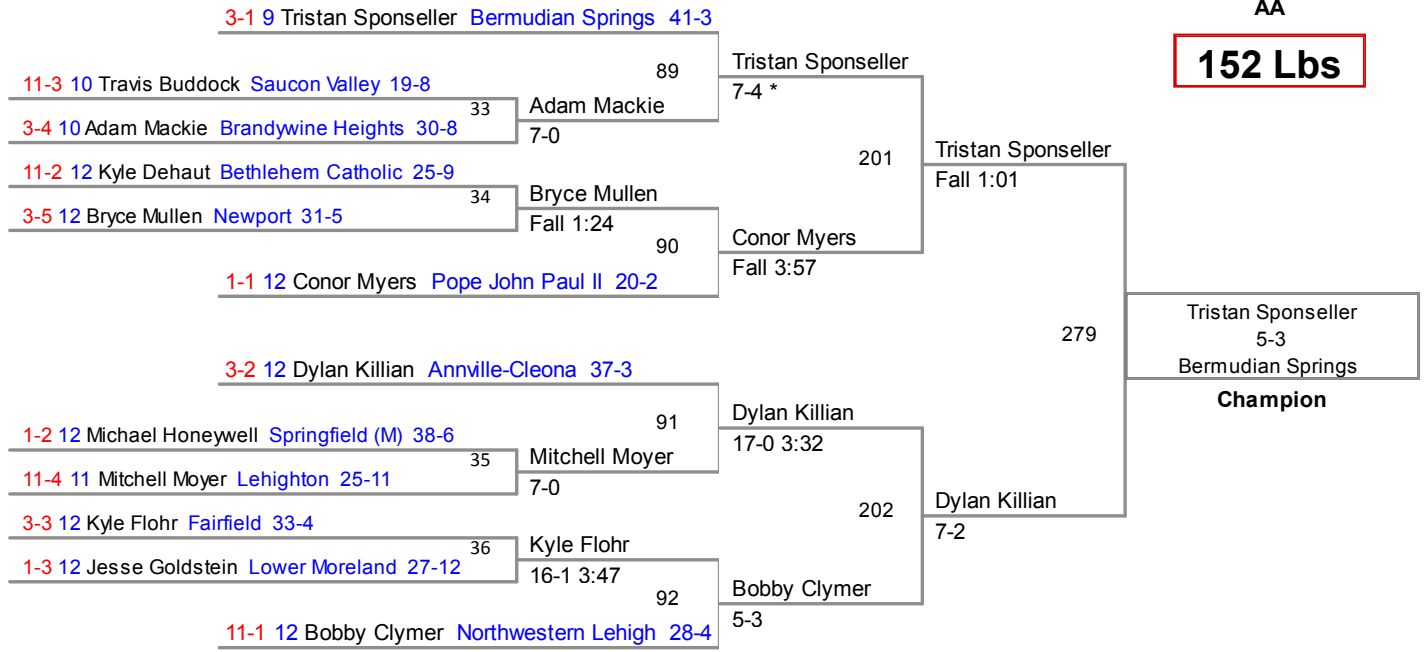 AA
152 Lbs
3-1 9 Tristan Sponseller Bermudian Springs 41-3
89
Tristan Sponseller
7-4 *
11-3 10 Travis Buddock Saucon Valley 19-8
33
Adam Mackie
7-0
3-4 10 Adam Mackie Brandywine Heights 30-8
201
Tristan Sponseller
Fall 1:01
11-2 12 Kyle Dehaut Bethlehem Catholic 25-9
34
Bryce Mullen
Fall 1:24
3-5 12 Bryce Mullen Newport 31-5
90
Conor Myers
Fall 3:57
1-1 12 Conor Myers Pope John Paul II 20-2
279
Tristan Sponseller
5-3
Bermudian Springs
Champion
3-2 12 Dylan Killian Annville-Cleona 37-3
91
Dylan Killian
17-0 3:32
1-2 12 Michael Honeywell Springfield (M) 38-6
35
Mitchell Moyer
7-0
11-4 11 Mitchell Moyer Lehighton 25-11
202
Dylan Killian
7-2
3-3 12 Kyle Flohr Fairfield 33-4
36
Kyle Flohr
16-1 3:47
1-3 12 Jesse Goldstein Lower Moreland 27-12
92
Bobby Clymer
5-3
11-1 12 Bobby Clymer Northwestern Lehigh 28-4